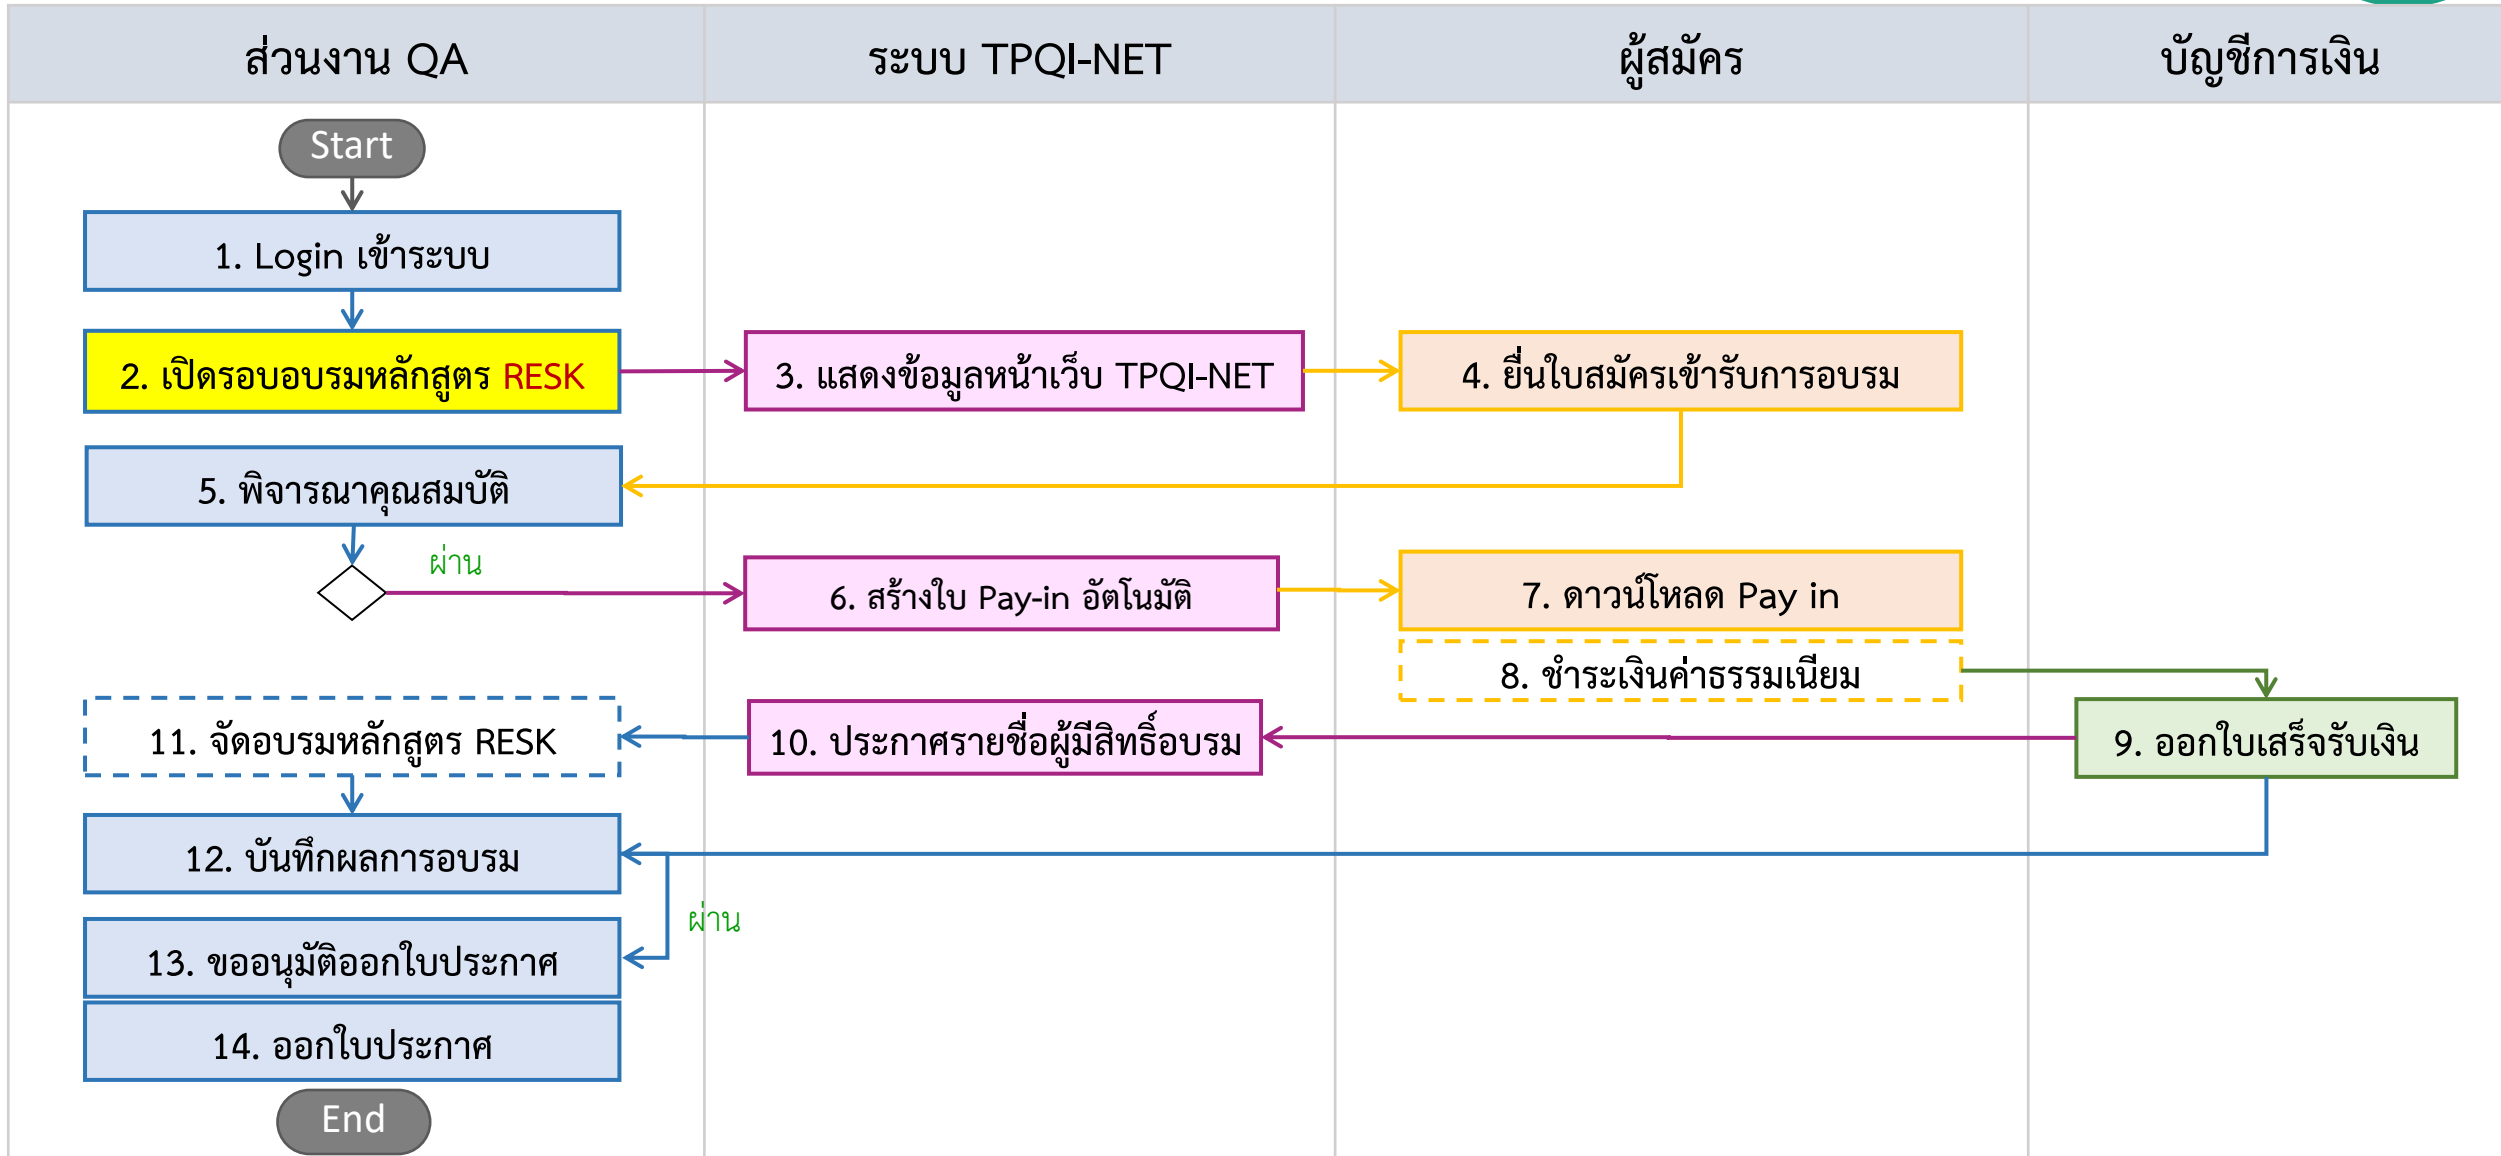 ส่วนงาน QA
ระบบ TPQI-NET
ผู้สมัคร
บัญชีการเงิน
Start
1. Login เข้าระบบ
2. เปิดรอบอบรมหลักสูตร RESK
3. แสดงข้อมูลหน้าเว็บ TPQI-NET
4. ยื่นใบสมัครเข้ารับการอบรม
5. พิจารณาคุณสมบัติ
ผ่าน
6. สร้างใบ Pay-in อัตโนมัติ
7. ดาวน์โหลด Pay in
8. ชำระเงินค่าธรรมเนียม
9. ออกใบเสร็จรับเงิน
10. ประกาศรายชื่อผู้มีสิทธิ์อบรม
11. จัดอบรมหลักสูตร RESK
12. บันทึกผลการอบรม
ผ่าน
13. ขออนุมัติออกใบประกาศ
14. ออกใบประกาศ
End